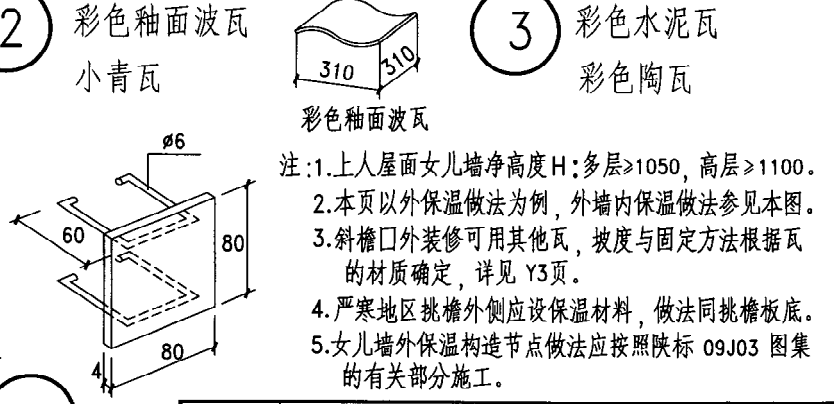 2
彩色釉面波瓦
小青瓦
310
310
彩色釉面波瓦
3
彩色水泥瓦
彩色陶瓦
ø6
60
80
80
4
注:1.上人屋面女儿墙净高度H:多层≥1050,高层≥1100。
2.本页以外保温做法为例,外墙内保温做法参见本图。
3.斜檐口外装修可用其他瓦,坡度与固定方法根据瓦
的材质确定,详见 Y3页。
4.严寒地区挑檐外侧应设保温材料,做法同挑檐板底。
5.女儿墙外保温构造节点做法应按照陕标 09J03 图集
的有关部分施工。